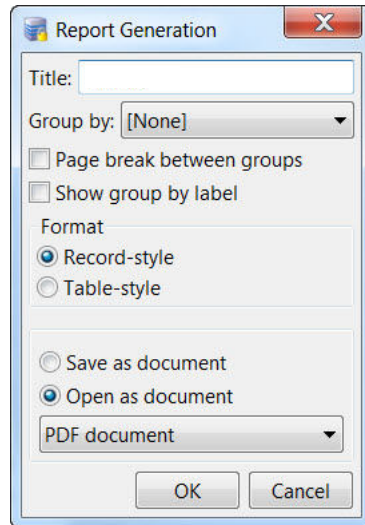 Report Generation
Title:
Group by: [None]
Page break between groups
Show group by label
Format
Record-style
Table-style
Save as document
Open as document
PDF document
OK Cancel